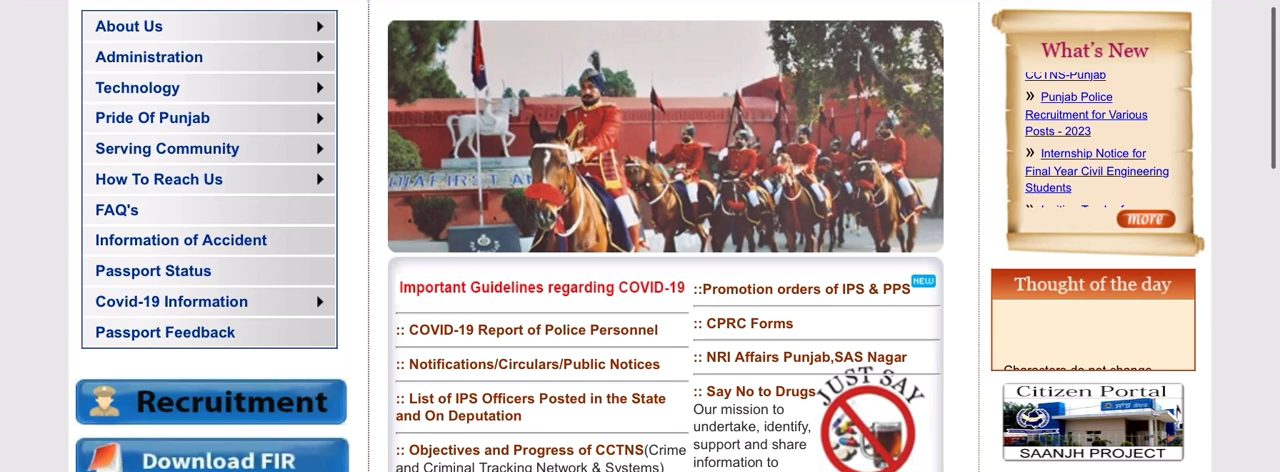 About Us
Administration
Technology
Pride Of Punjab
Serving Community
How To Reach Us
FAQ's
Information of Accident
Passport Status
Covid-19 Information
Passport Feedback
Recruitment
Download FIR
Important Guidelines regarding COVID-19
:: COVID-19 Report of Police Personnel
:: Notifications/Circulars/Public Notices
:: List of IPS Officers Posted in the State
and On Deputation
:: Objectives and Progress of CCTNS(Crime
and Criminal Tracking Network & Systems)
::Promotion orders of IPS & PPS NEW
:: CPRC Forms
:: NRI Affairs Punjab,SAS Nagar
:: Say No to Drugs
JUST SAY
Our mission to
undertake, identify,
support and share
information to
What's New
CCTNS-Punjab
» Punjab Police
Recruitment for Various
Posts - 2023
» Internship Notice for
Final Year Civil Engineering
Students
more
Thought of the day
Characters do not change
Citizen Portal
SAANJH PROJECT